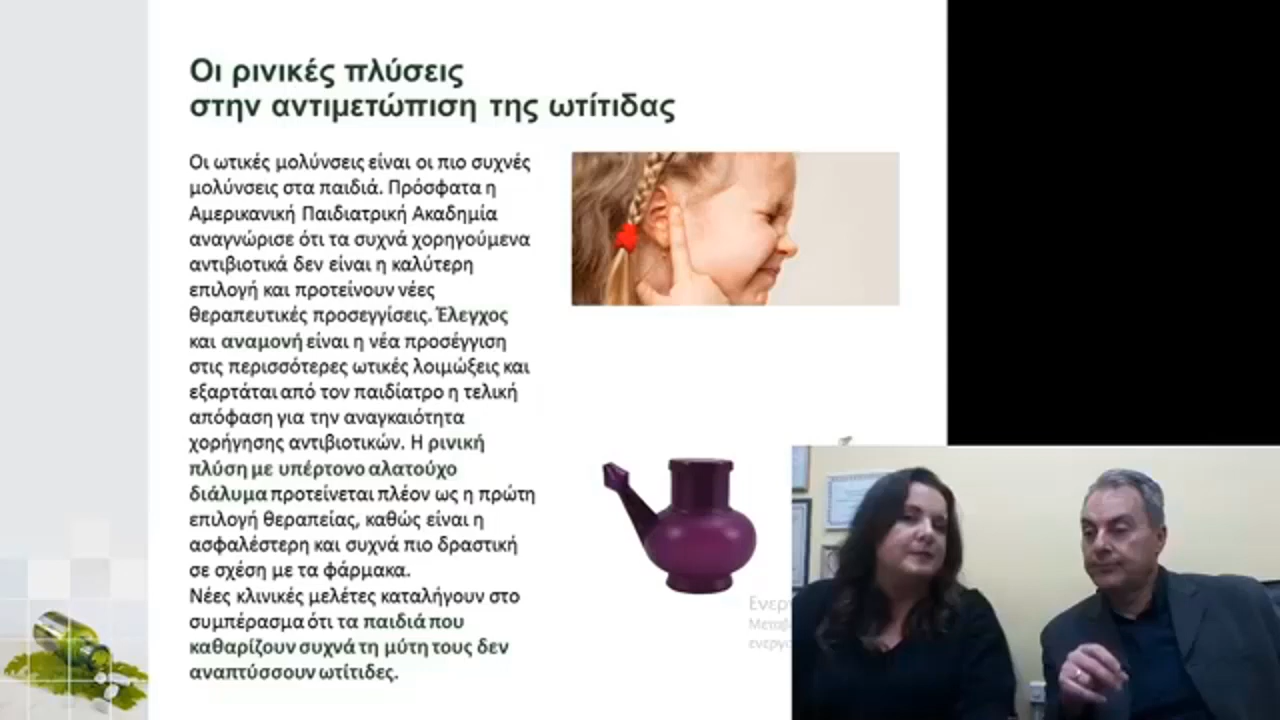 Οι ρινικές πλύσεις
στην αντιμετώπιση της ωτίτιδας
Οι ωτικές μολύνσεις είναι οι πιο συχνές
μολύνσεις στα παιδιά. Πρόσφατα η
Αμερικανική Παιδιατρική Ακαδημία
αναγνώρισε ότι τα συχνά χορηγούμενα
αντιβιοτικά δεν είναι η καλύτερη
επιλογή και προτείνουν νέες
θεραπευτικές προσεγγίσεις. Έλεγχος
και αναμονή είναι η νέα προσέγγιση
στις περισσότερες ωτικές λοιμώξεις και
εξαρτάται από τον παιδίατρο η τελική
απόφαση για την αναγκαιότητα
χορήγησης αντιβιοτικών. Η ρινική
πλύση με υπέρτονο αλατούχο
διάλυμα προτείνεται πλέον ως η πρώτη
επιλογή θεραπείας, καθώς είναι η
ασφαλέστερη και συχνά πιο δραστική
σε σχέση με τα φάρμακα.
Νέες κλινικές μελέτες καταλήγουν στο
συμπέρασμα ότι τα παιδιά που
καθαρίζουν συχνά τη μύτη τους δεν
αναπτύσσουν ωτίτιδες.